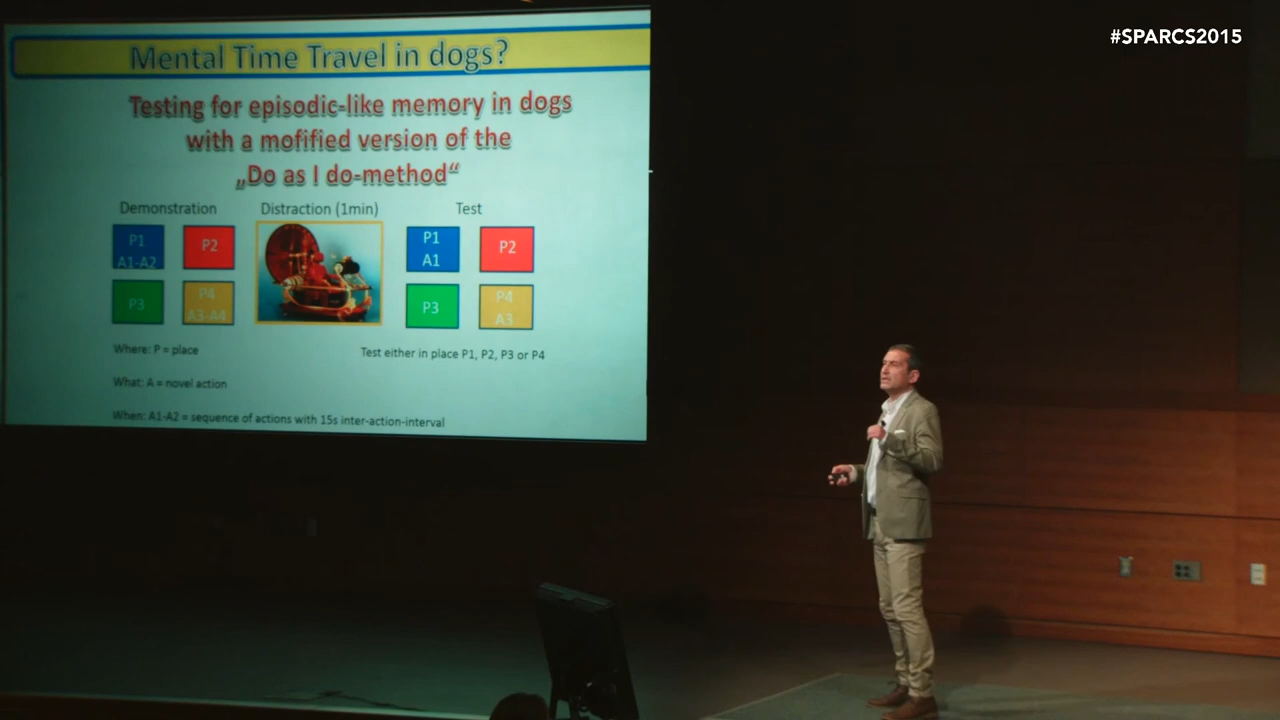 #SPARCS2015
Mental Time Travel in dogs?
Testing for episodic-like memory in dogs
with a mofified version of the
„Do as I do-method“
Demonstration Distraction (1min) Test
P1 P2 P1 P2
A1-A2 A1
P3 P4 P3 P4
A3-A4 A3
Where: P = place Test either in place P1, P2, P3 or P4
What: A = novel action
When: A1-A2 = sequence of actions with 15s inter-action-interval